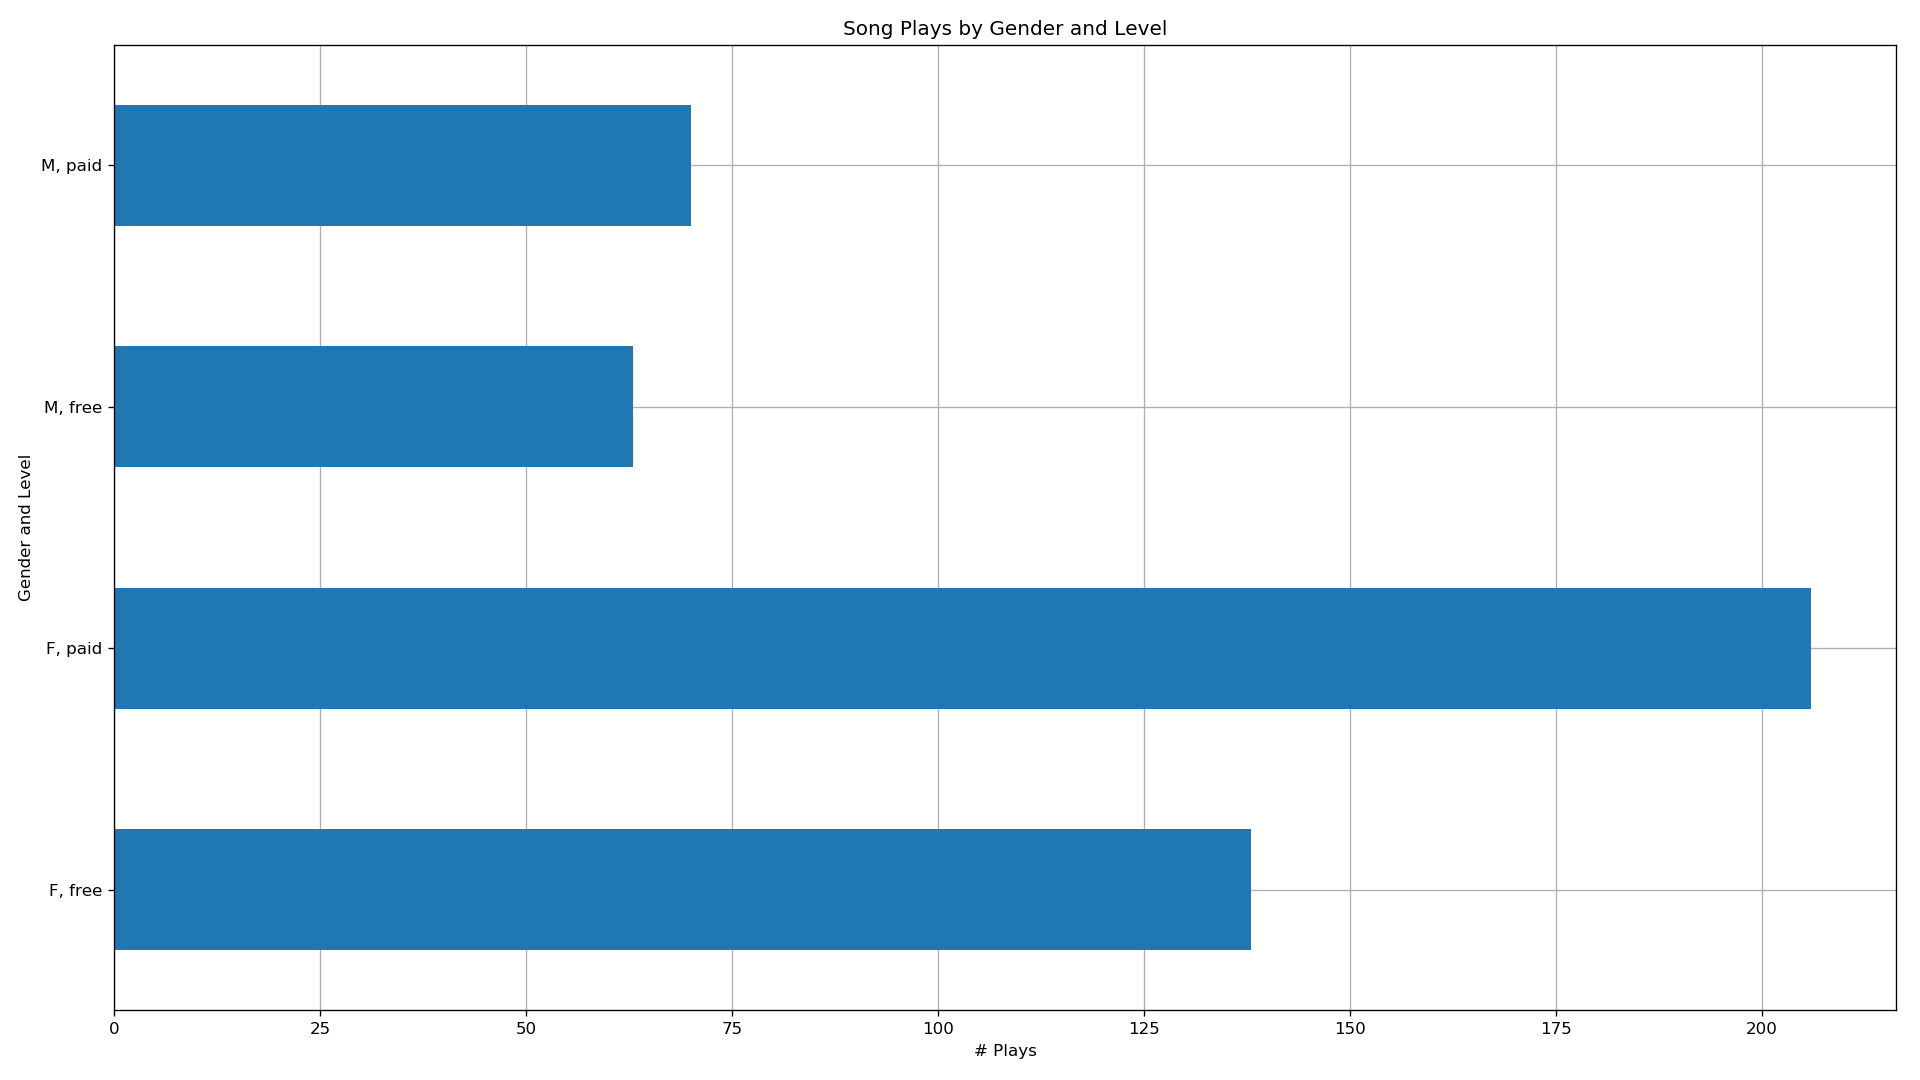 Song Plays by Gender and Level
M, paid
M, free
F, paid
F, free
Gender and Level
0 25 50 75 100 125 150 175 200
# Plays